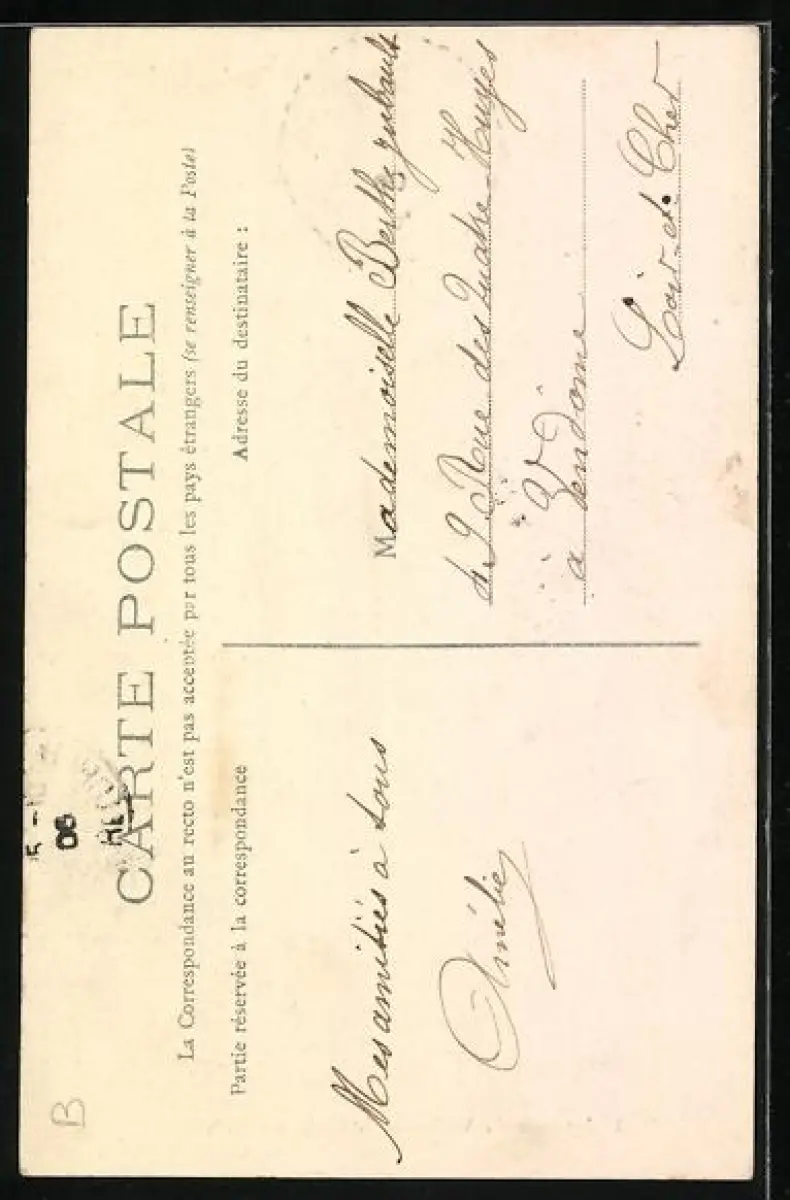 B
CARTE POSTALE
La Correspondance au recto n'est pas acceptée par tous les pays étrangers (se renseigner à la Poste)
Partie réservée à la correspondance
Mes amitiés à tous
Amélie
Adresse du destinataire :
Mademoiselle Berthe
Rue des Quatre Huyes
à Vendôme
Loir-et-Cher
08